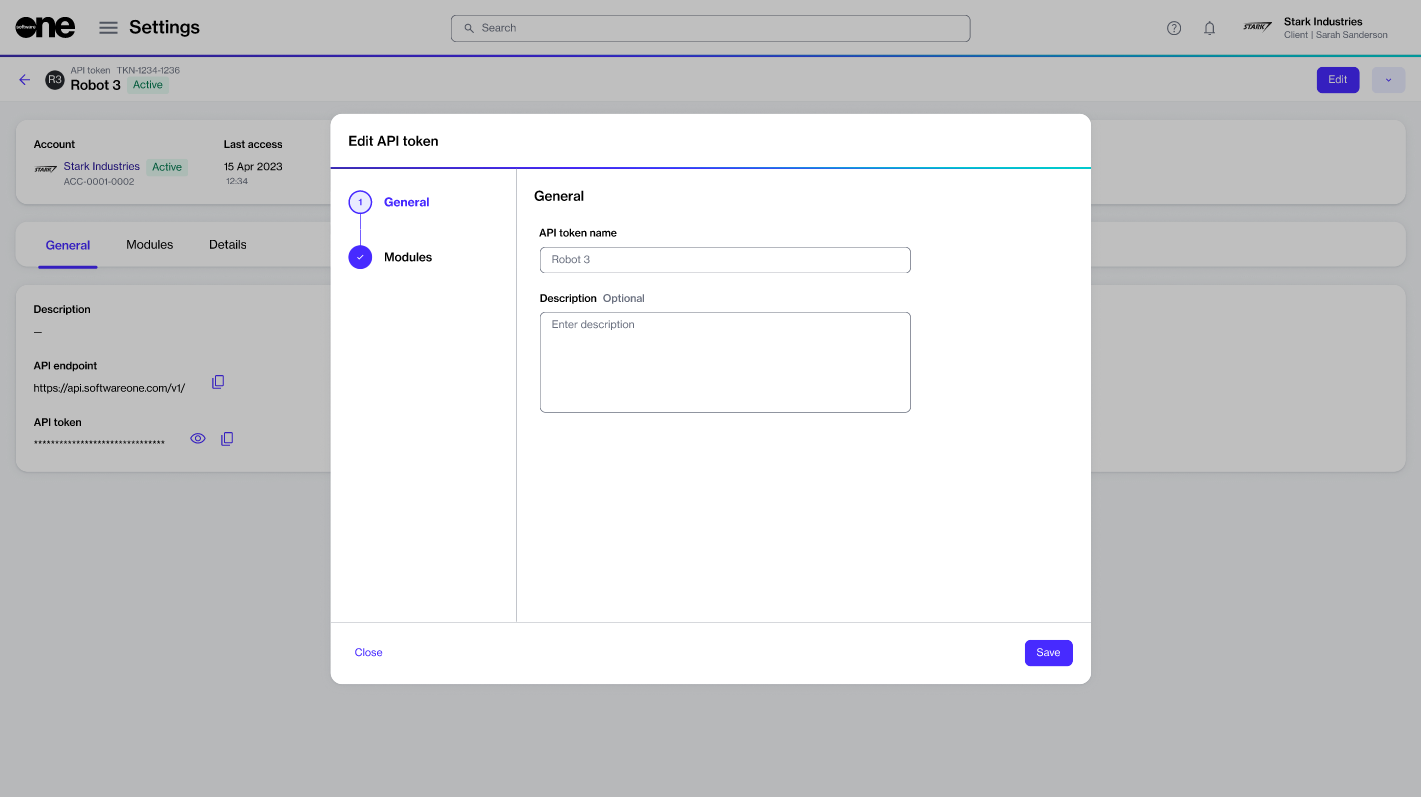 software one
Settings
Search
STARK
Stark Industries
Client | Sarah Sanderson
R3
API token TKN-1234-1236
Robot 3 Active
Edit
Account
Last access
STARK
Stark Industries Active
15 Apr 2023
ACC-0001-0002
12:34
General
Modules
Details
Description
—
API endpoint
https://api.softwareone.com/v1/
API token
*******************************
Edit API token
1 General
Modules
General
API token name
Robot 3
Description Optional
Enter description
Close
Save